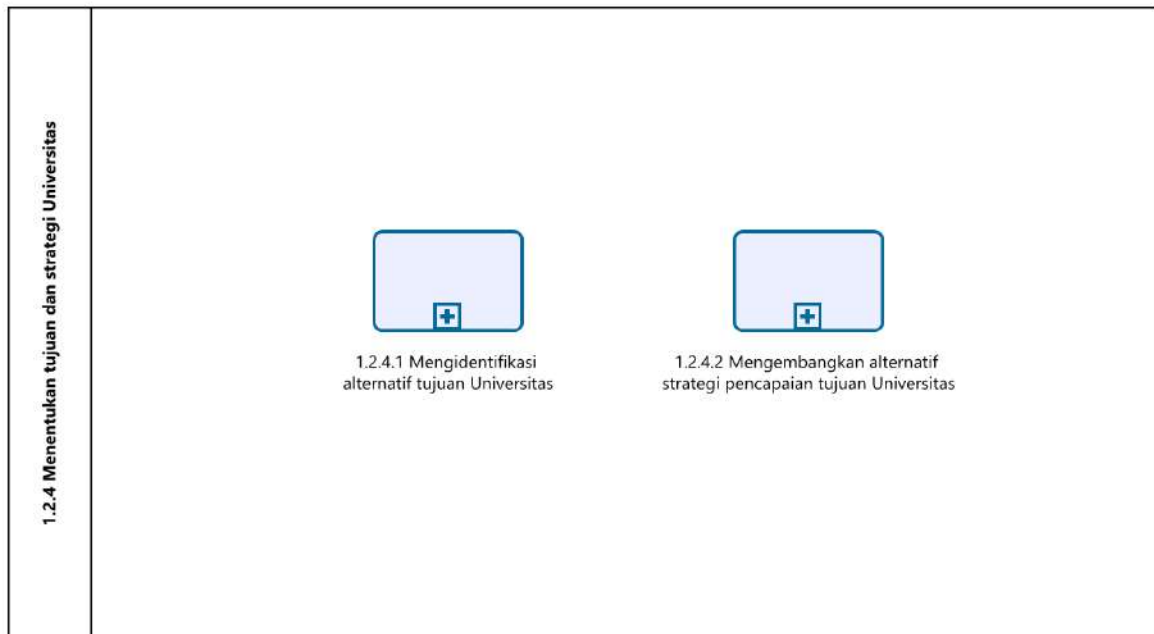 1.2.4 Menentukan tujuan dan strategi Universitas
1.2.4.1 Mengidentifikasi
alternatif tujuan Universitas
1.2.4.2 Mengembangkan alternatif
strategi pencapaian tujuan Universitas